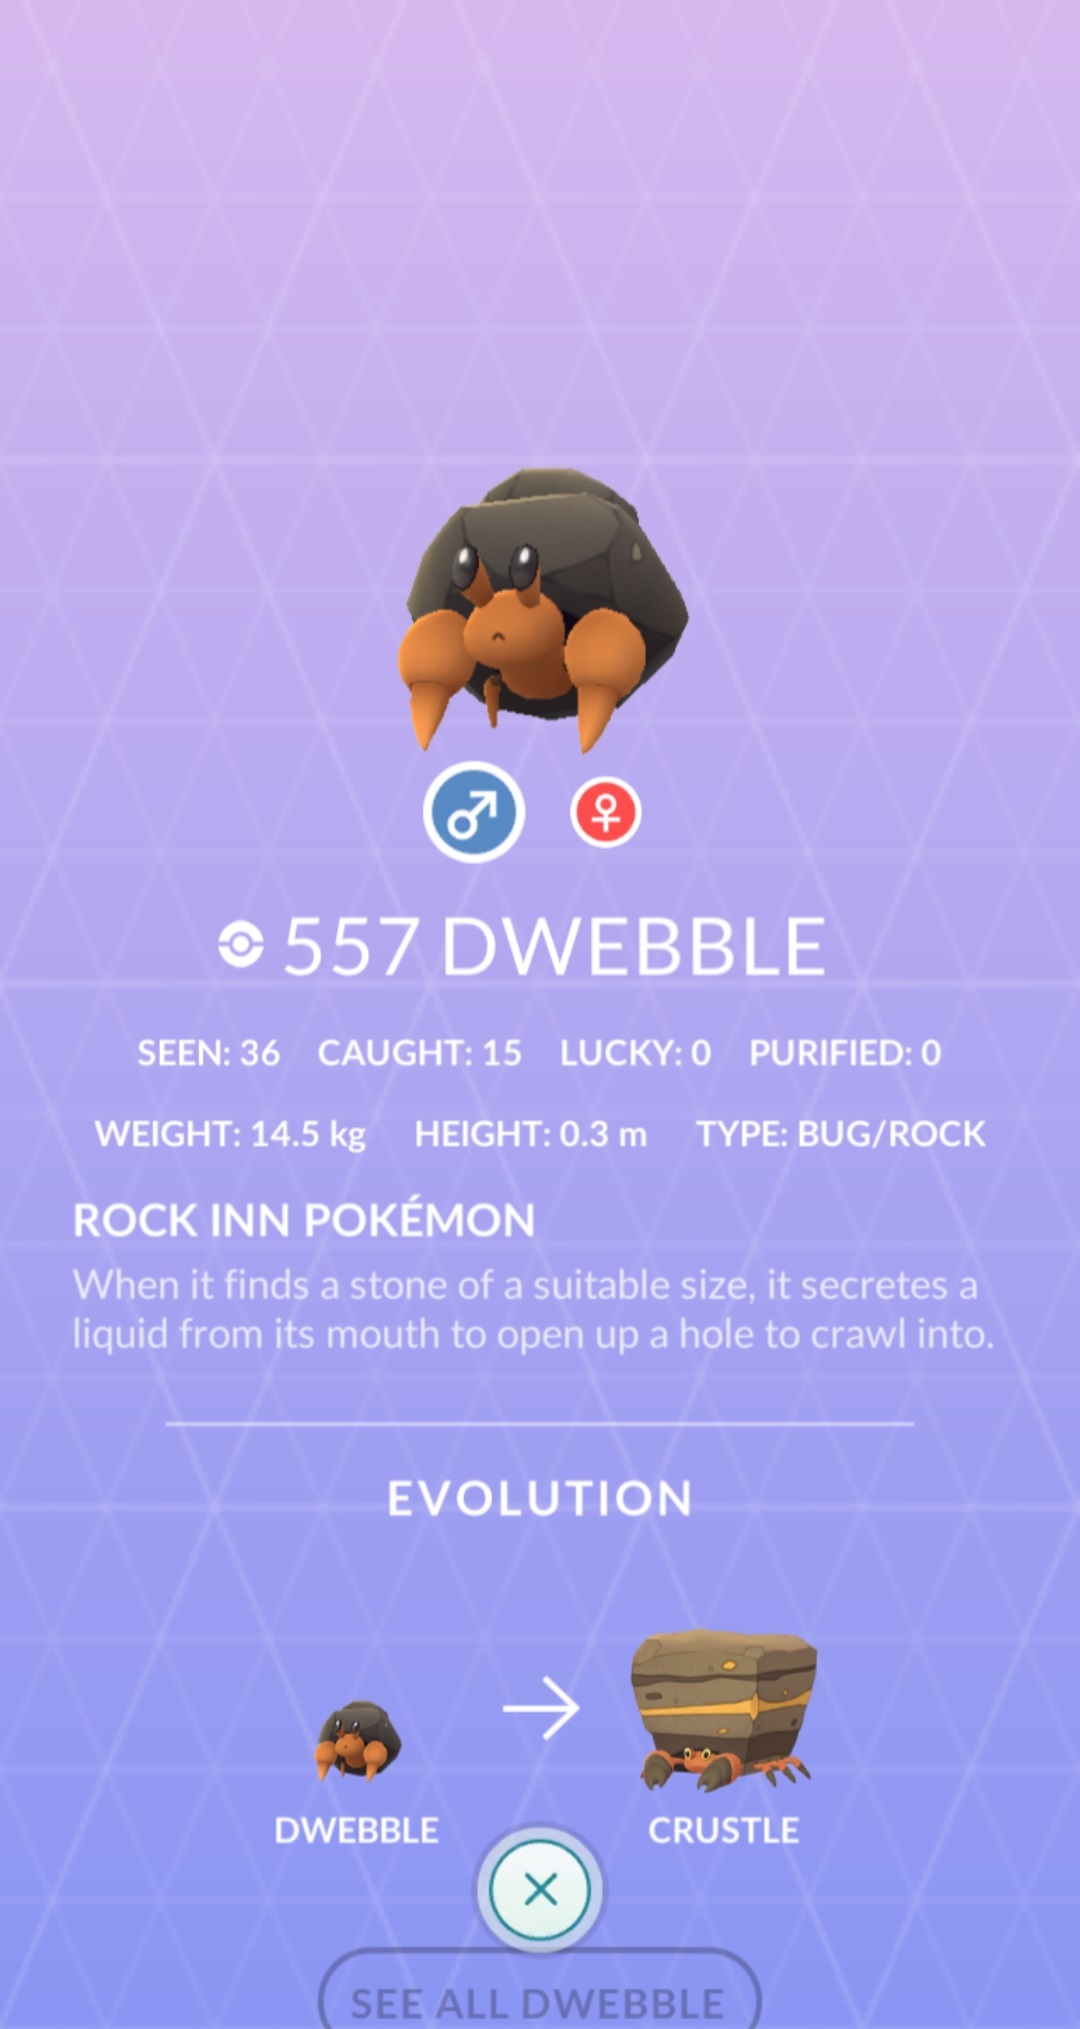 557 DWEBBLE
SEEN: 36 CAUGHT: 15 LUCKY: 0 PURIFIED: 0
WEIGHT: 14.5 kg HEIGHT: 0.3 m TYPE: BUG/ROCK
ROCK INN POKÉMON
When it finds a stone of a suitable size, it secretes a
liquid from its mouth to open up a hole to crawl into.
EVOLUTION
DWEBBLE CRUSTLE
SEE ALL DWEBBLE